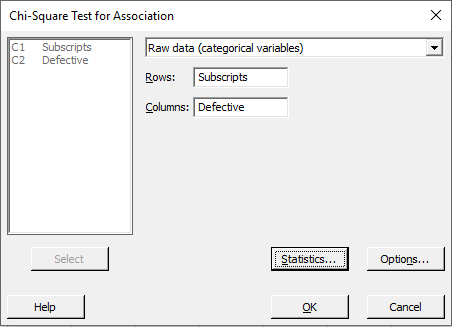 Chi-Square Test for Association
C1 Subscripts
C2 Defective
Raw data (categorical variables)
Rows: Subscripts
Columns: Defective
Select
Statistics...
Options...
Help
OK
Cancel